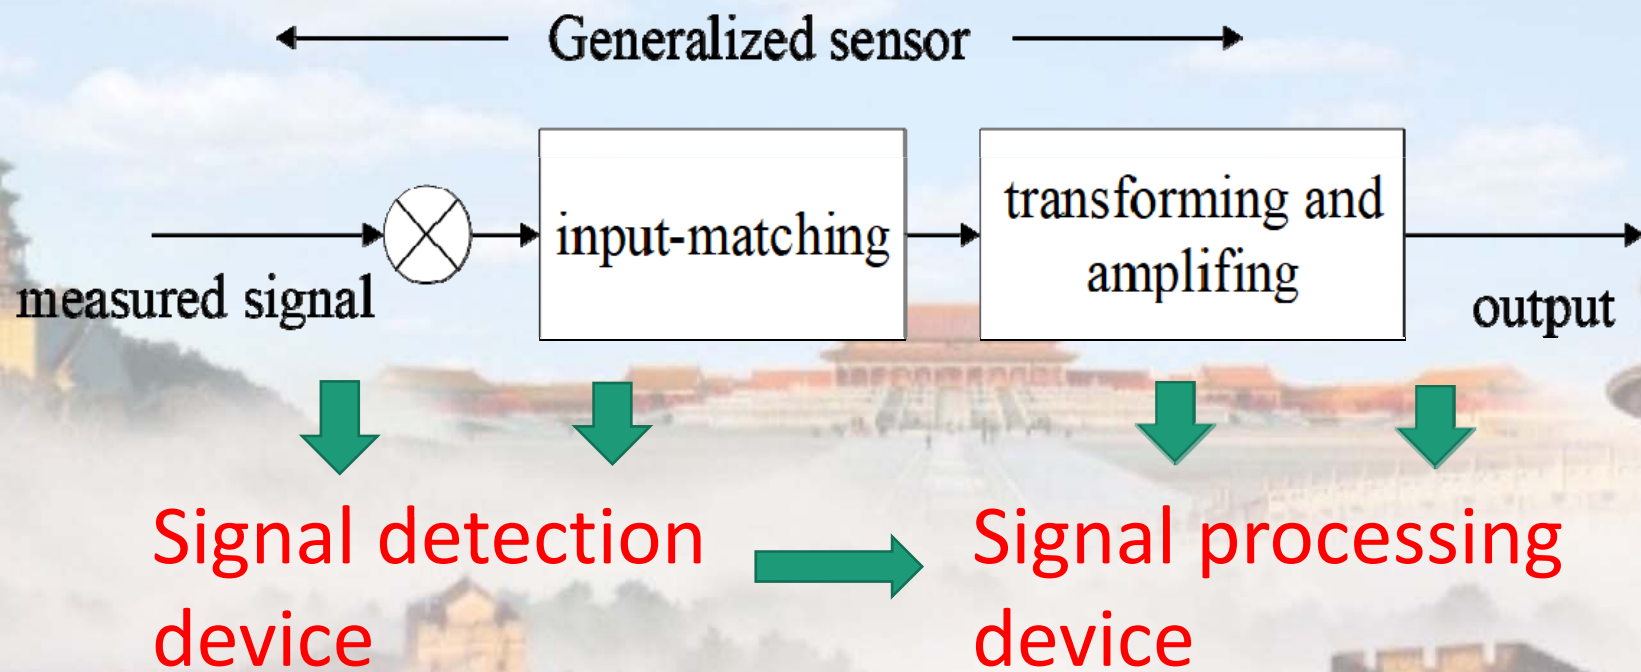 Generalized sensor
input-matching
transforming and
amplifing
measured signal
output
Signal detection
device
Signal processing
device